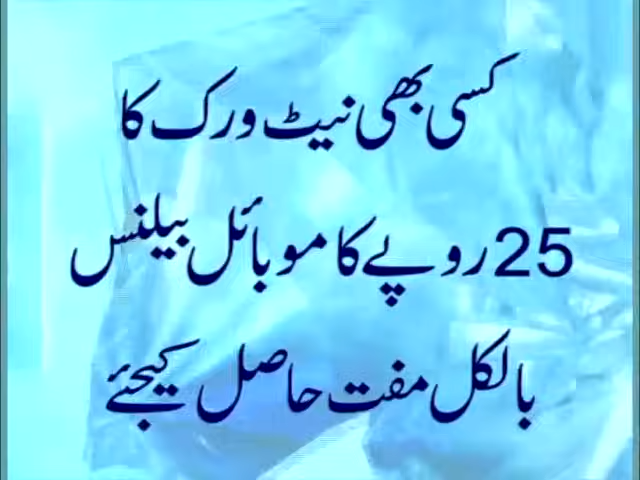 کسی بھی نیٹ ورک کا
25 روپے کا موبائل بیلنس
بالکل مفت حاصل کیجئے